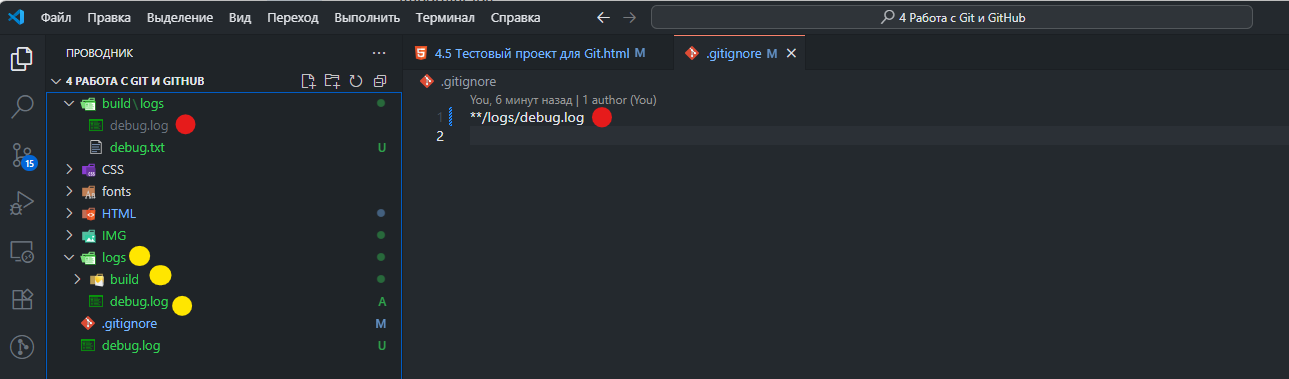 Файл Правка Выделение Вид Переход Выполнить Терминал Справка 4 Работа с Git и GitHub
ПРОВОДНИК
4.5 Тестовый проект для Git.html M
.gitignore M
4 РАБОТА С GIT И GITHUB
.gitignore
You, 6 минут назад | 1 author (You)
build\logs
debug.log
1 **/logs/debug.log
2
debug.txt U
15
CSS
fonts
HTML
IMG
logs
build
debug.log A
.gitignore M
debug.log U